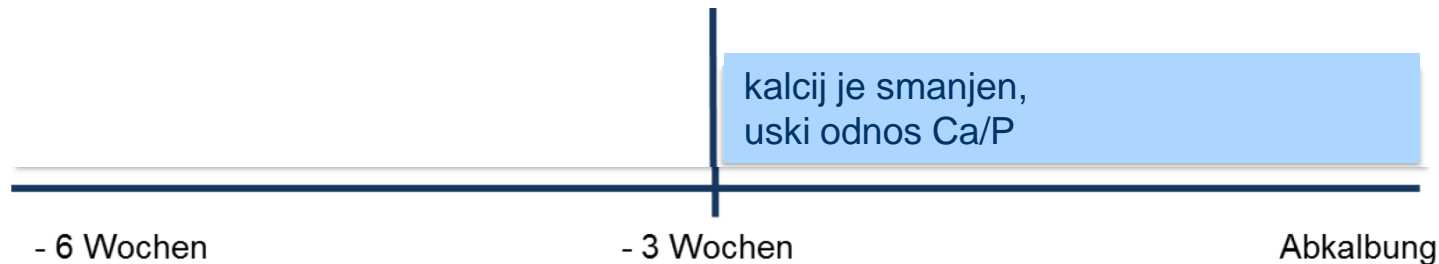 kalcij je smanjen,
uski odnos Ca/P
- 6 Wochen - 3 Wochen Abkalbung